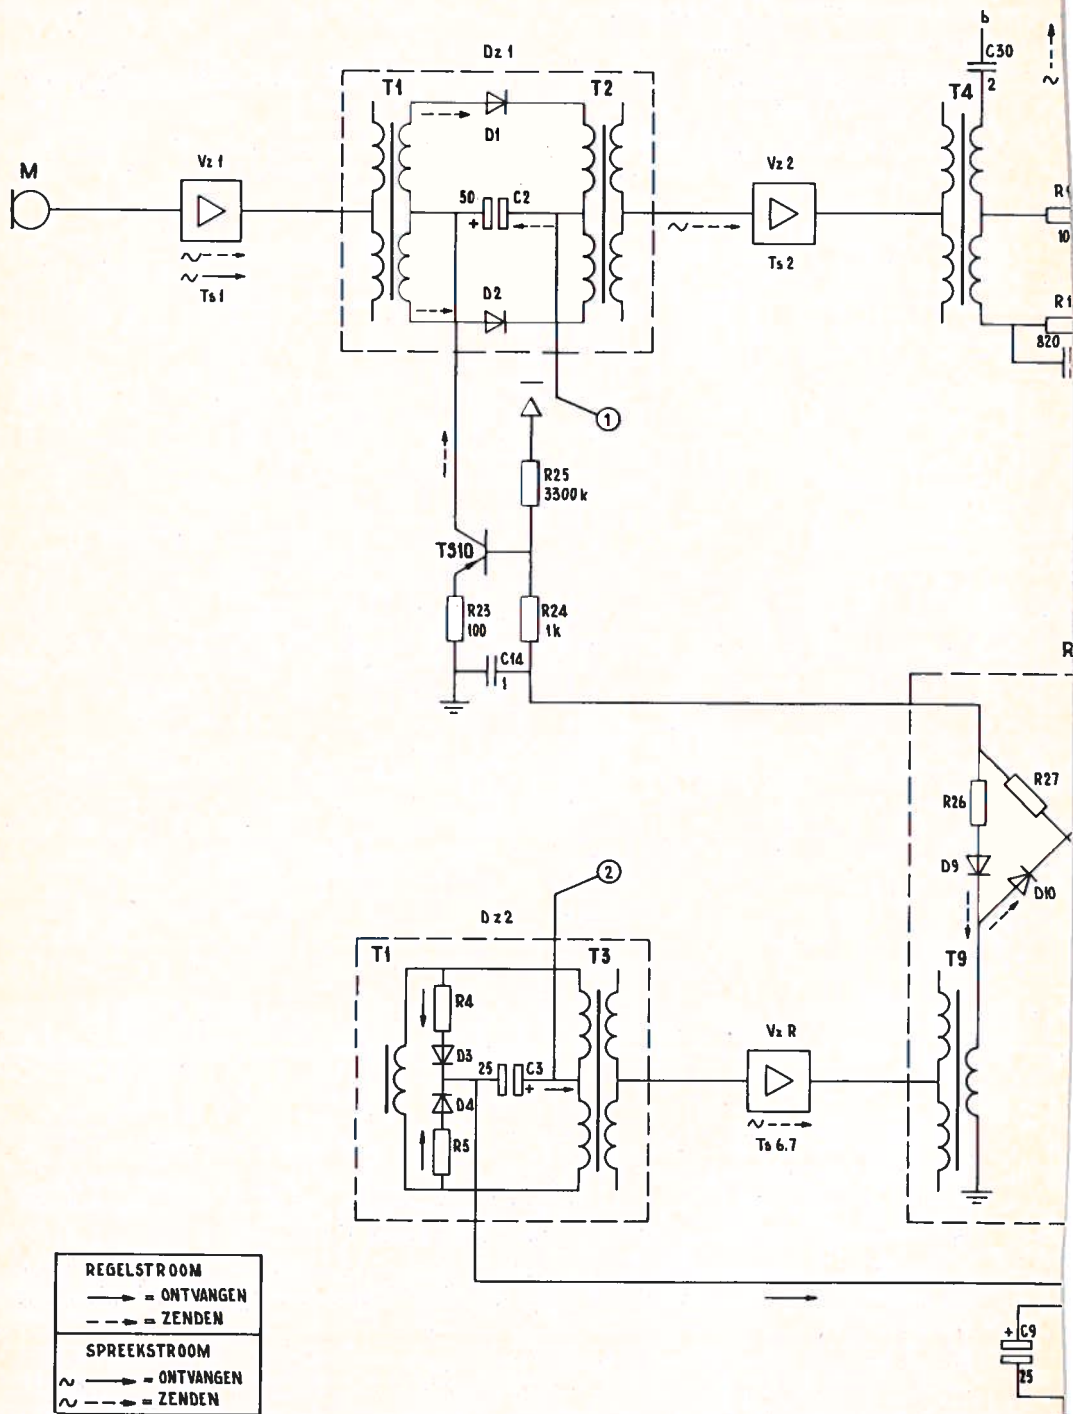 b
Dz 1
C30
2
T1
T2
T4
D1
M
Vz 1
Vz 2
50
C2
+
R1
10
Ts 1
Ts 2
D2
R1
820
1
R25
3300 k
TS10
R23
100
R24
1k
C14
1
R
R27
R26
D9
D10
2
Dz 2
T1
T3
T9
R4
Vz R
D3
25
C3
+
D4
R5
Ts 6.7
REGELSTROOM
= ONTVANGEN
= ZENDEN
SPREEKSTROOM
~ = ONTVANGEN
~ = ZENDEN
+ C9
25